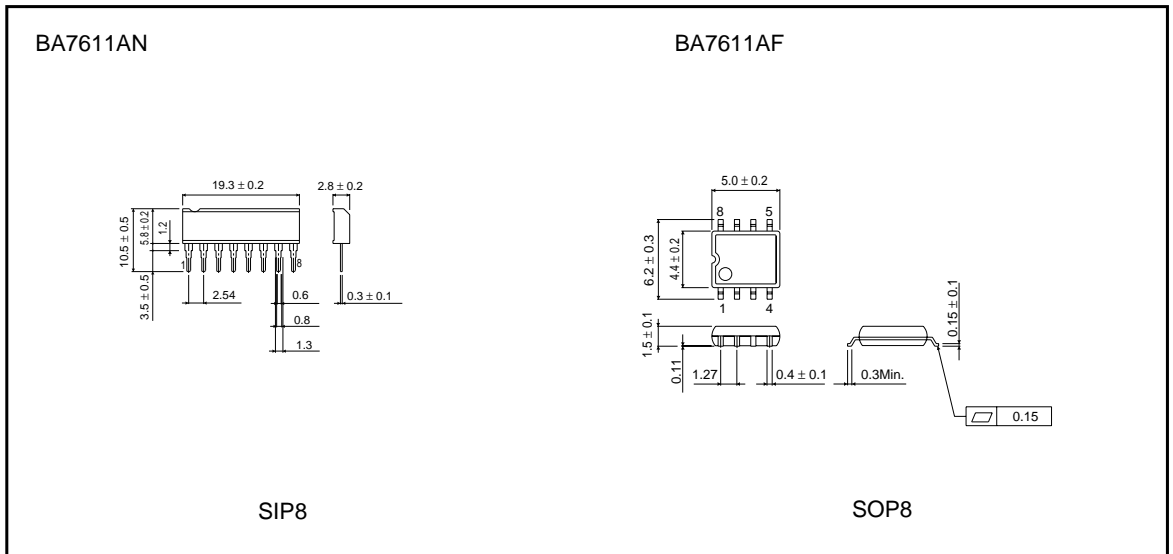 BA7611AN
BA7611AF
19.3 ± 0.2
2.8 ± 0.2
10.5 ± 0.5
5.8 ± 0.2
1.2
3.5 ± 0.5
1
8
2.54
0.6
0.3 ± 0.1
0.8
1.3
SIP8
5.0 ± 0.2
8
5
6.2 ± 0.3
4.4 ± 0.2
1
4
1.5 ± 0.1
0.11
0.15 ± 0.1
1.27
0.4 ± 0.1
0.3Min.
0.15
SOP8